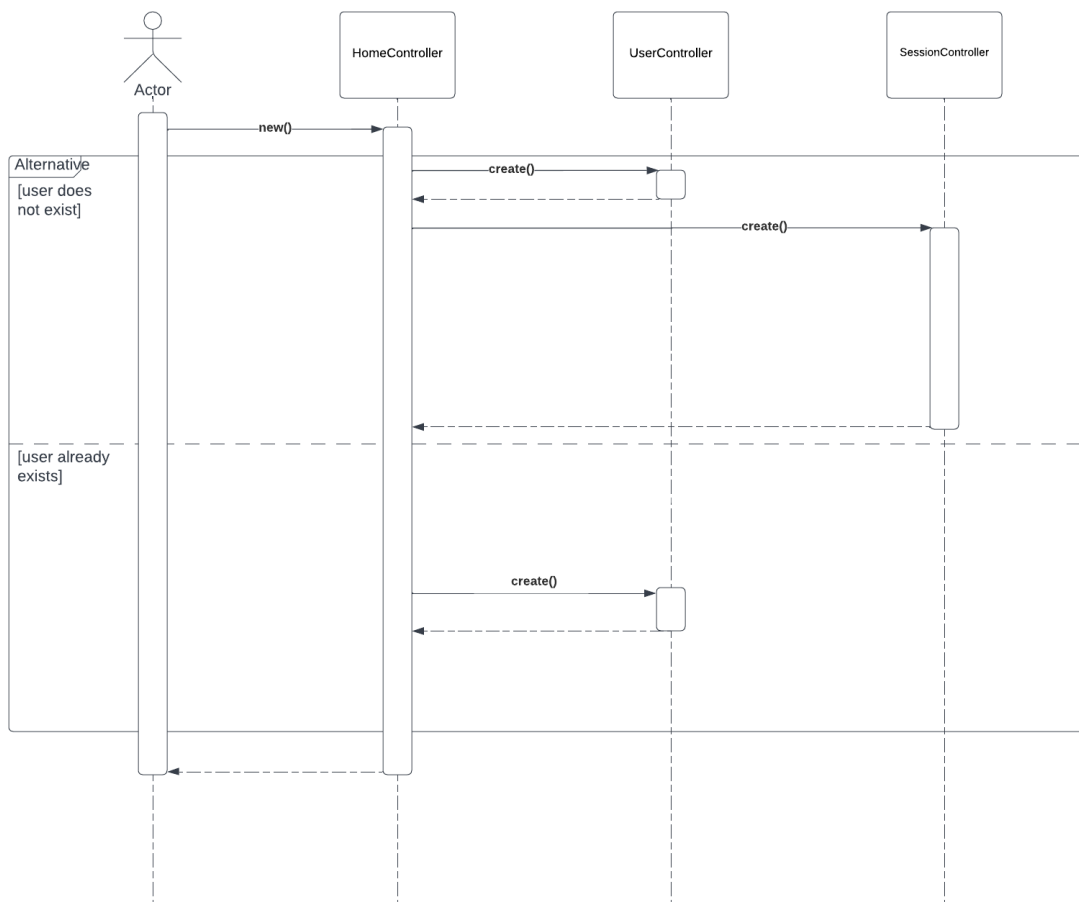 Actor
HomeController
UserController
SessionController
new()
Alternative
[user does
not exist]
create()
create()
[user already
exists]
create()